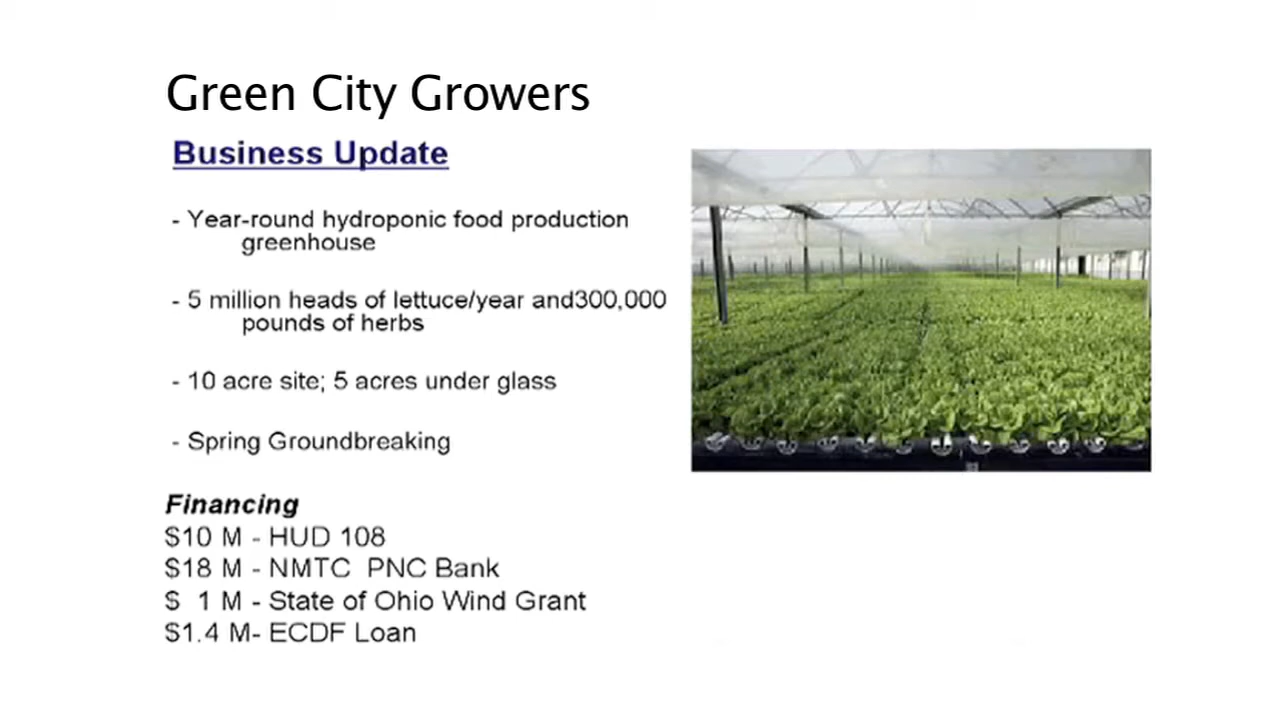 Green City Growers
Business Update
- Year-round hydroponic food production
greenhouse
- 5 million heads of lettuce/year and300,000
pounds of herbs
- 10 acre site; 5 acres under glass
- Spring Groundbreaking
Financing
$10 M - HUD 108
$18 M - NMTC  PNC Bank
$  1 M - State of Ohio Wind Grant
$1.4 M- ECDF Loan